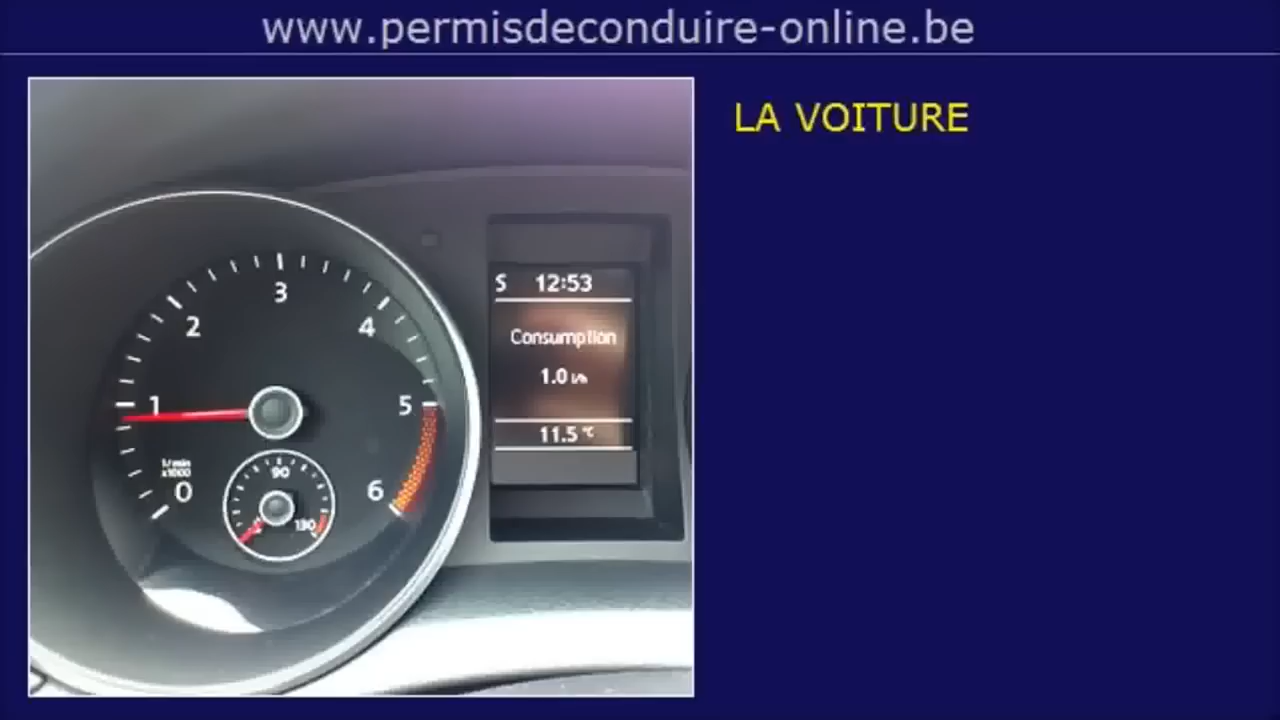 www.permisdeconduire-online.be
LA VOITURE
3
2
4
1
5
1/min
x1000
0
6
90
130
S 12:53
Consumption
1.0 l/h
11.5 °C